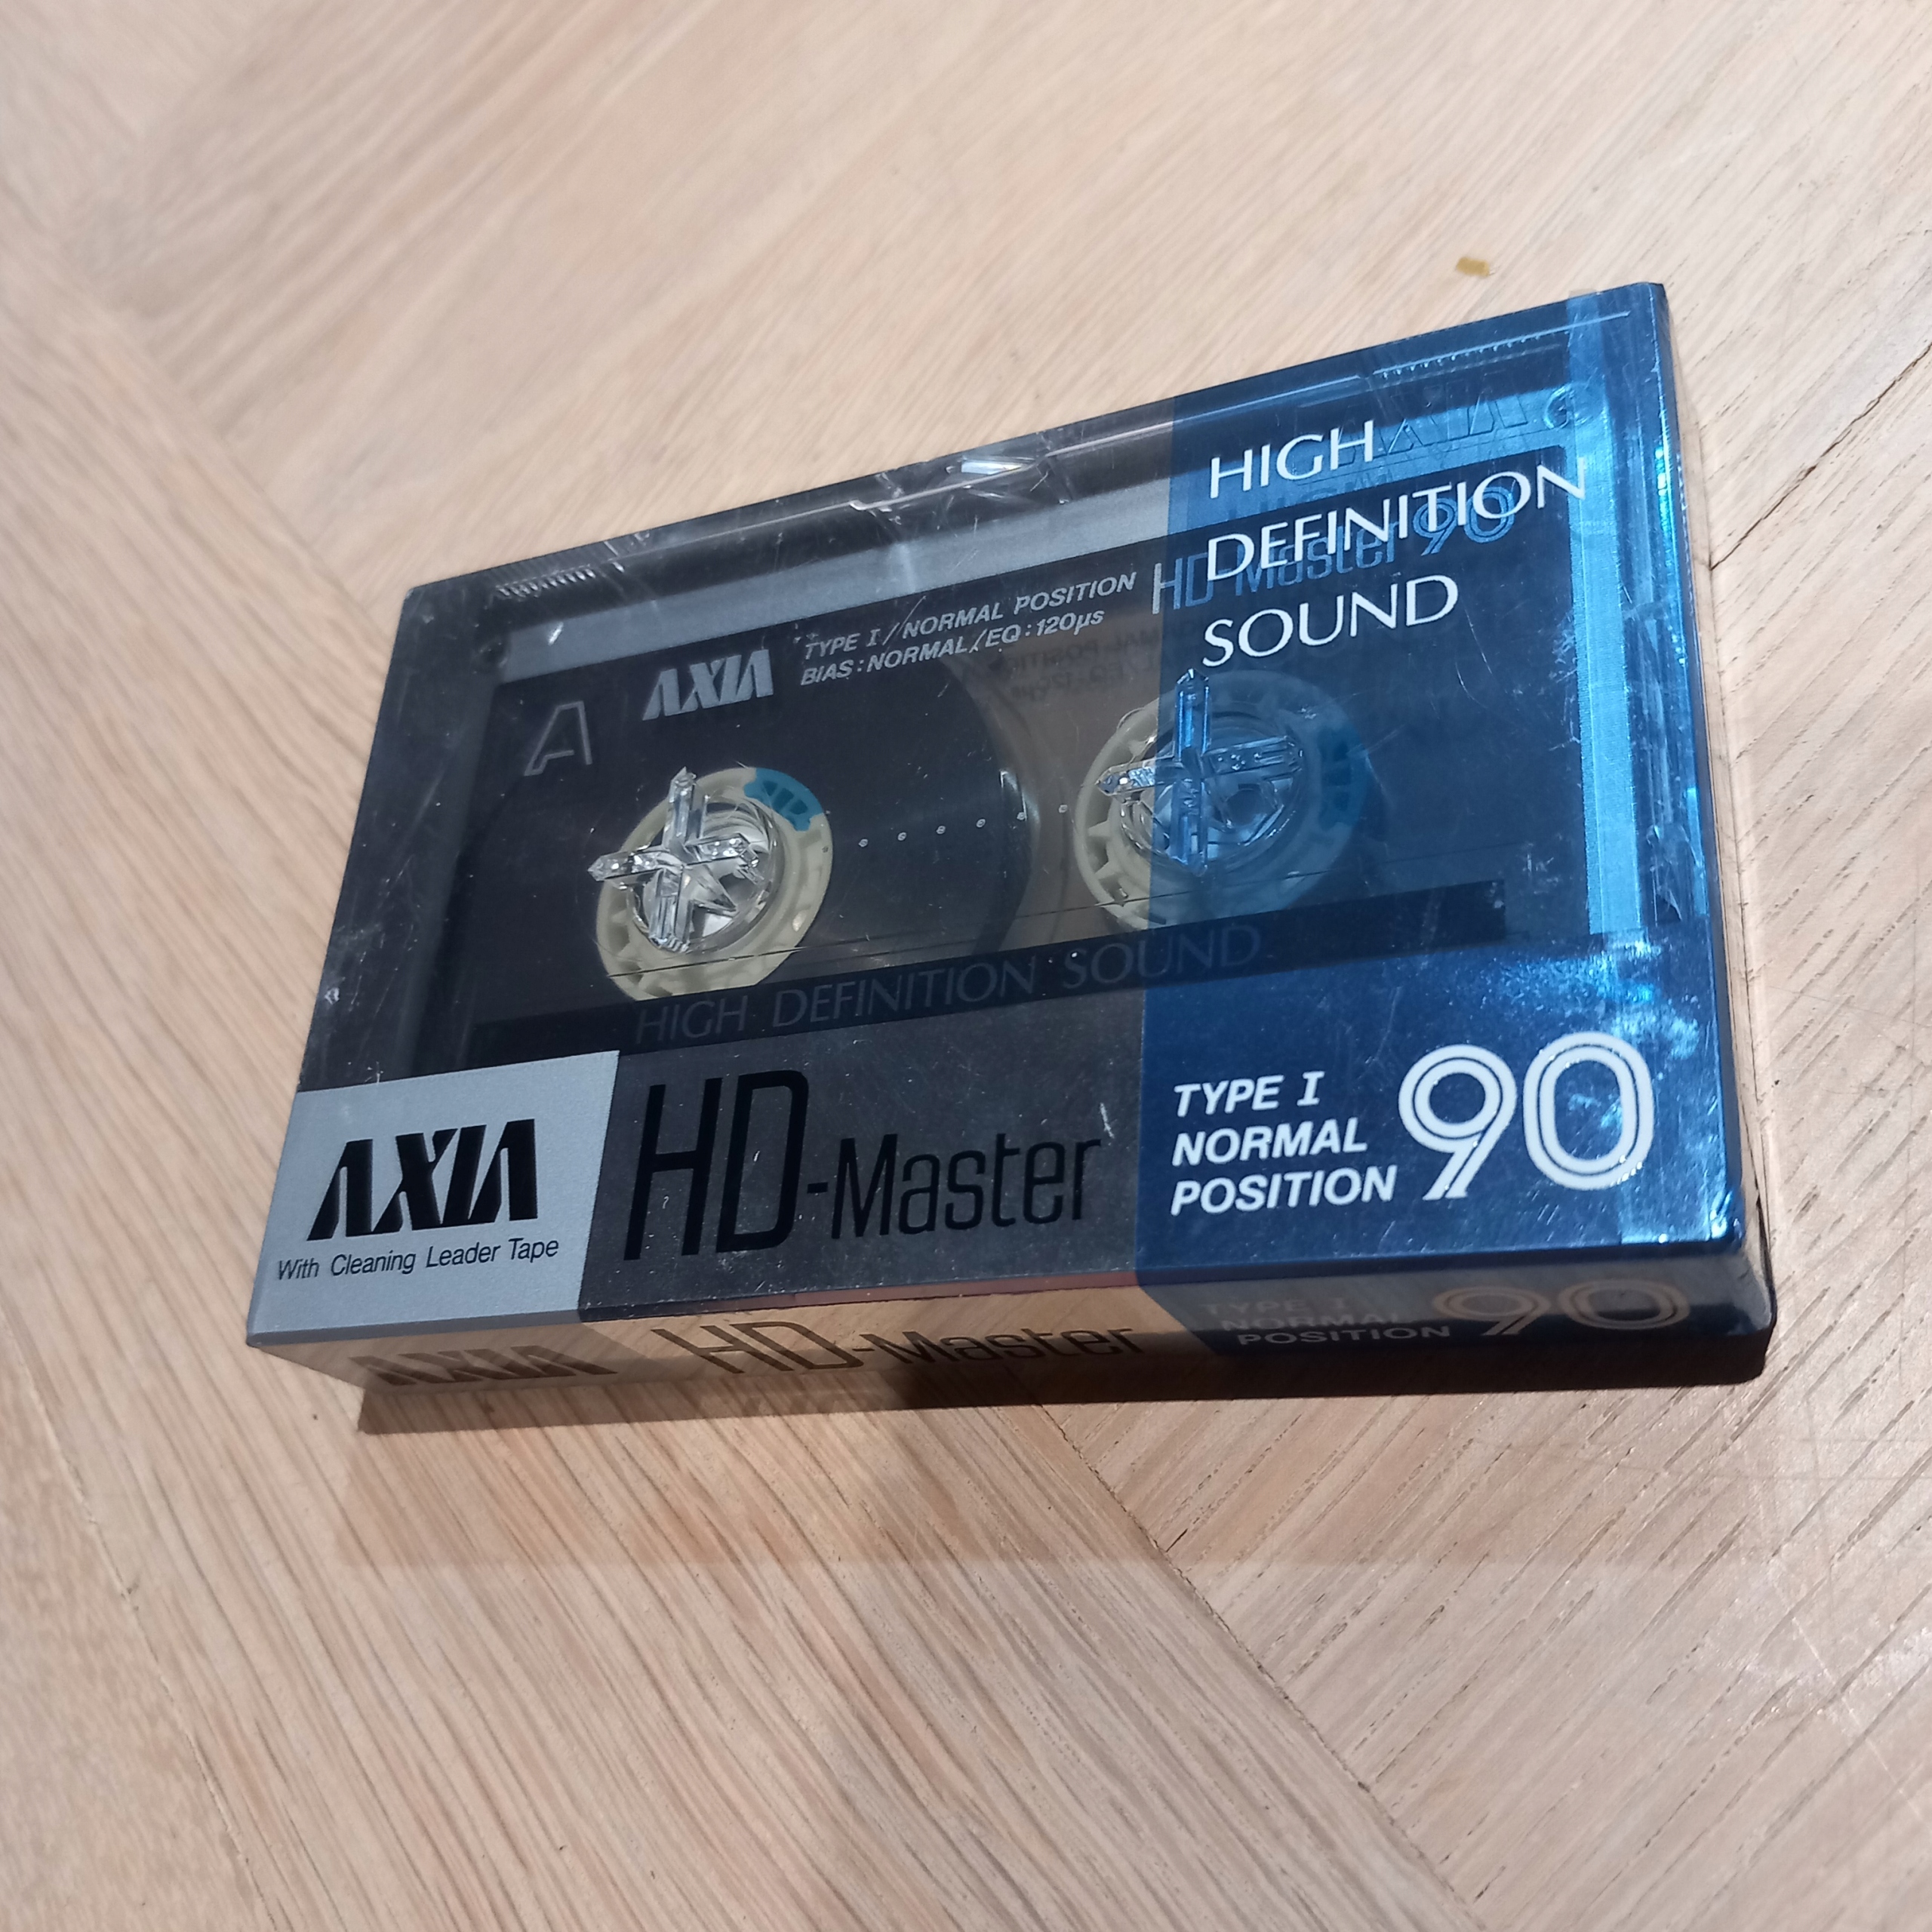 HIGH
DEFINITION
SOUND
HD-Master 90
TYPE I/NORMAL POSITION
BIAS:NORMAL/EQ:120µs
AXIA
A
HIGH DEFINITION SOUND
AXIA
With Cleaning Leader Tape
HD-Master
TYPE I
NORMAL
POSITION
90
AXIA
HD-Master
TYPE I
NORMAL
POSITION
90